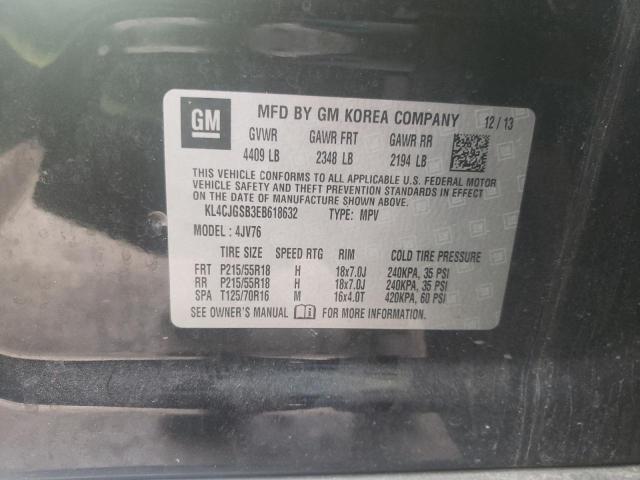 GM
MFD BY GM KOREA COMPANY 12 / 13
GVWR GAWR FRT GAWR RR
4409 LB 2348 LB 2194 LB
THIS VEHICLE CONFORMS TO ALL APPLICABLE U.S. FEDERAL MOTOR
VEHICLE SAFETY AND THEFT PREVENTION STANDARDS IN EFFECT
ON THE DATE OF MANUFACTURE SHOWN ABOVE.
KL4CJGSB3EB618632 TYPE: MPV
MODEL : 4JV76
TIRE SIZE SPEED RTG RIM COLD TIRE PRESSURE
FRT P215/55R18 H 18x7.0J 240KPA, 35 PSI
RR P215/55R18 H 18x7.0J 240KPA, 35 PSI
SPA T125/70R16 M 16x4.0T 420KPA, 60 PSI
SEE OWNER'S MANUAL FOR MORE INFORMATION.